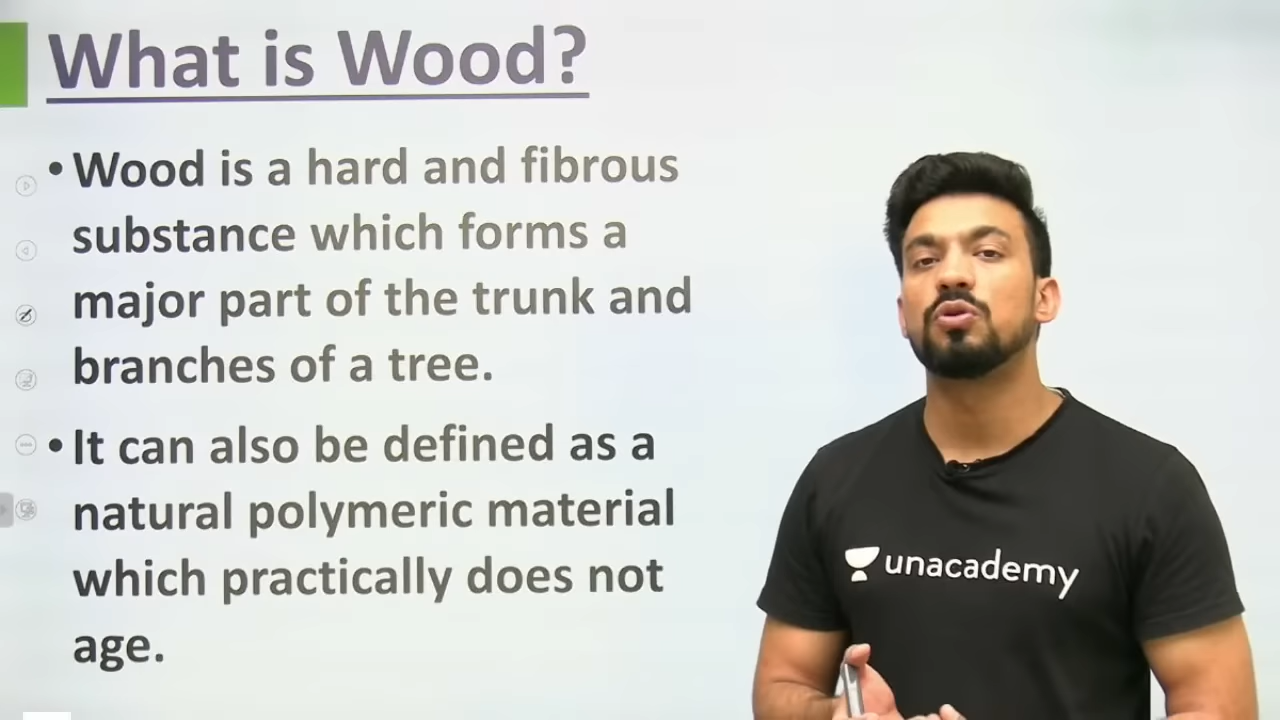 What is Wood?
• Wood is a hard and fibrous
substance which forms a
major part of the trunk and
branches of a tree.
• It can also be defined as a
natural polymeric material
which practically does not
age.
unacademy